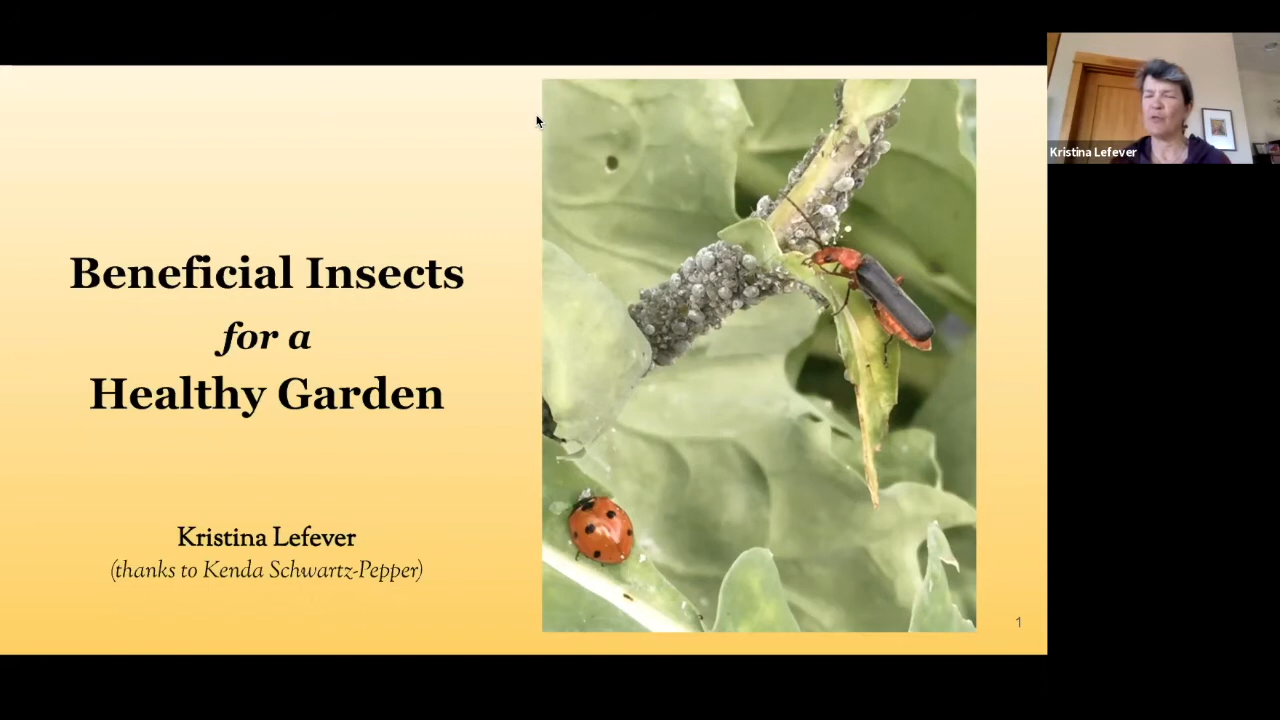 Beneficial Insects
for a
Healthy Garden
Kristina Lefever
(thanks to Kenda Schwartz-Pepper)
1
Kristina Lefever